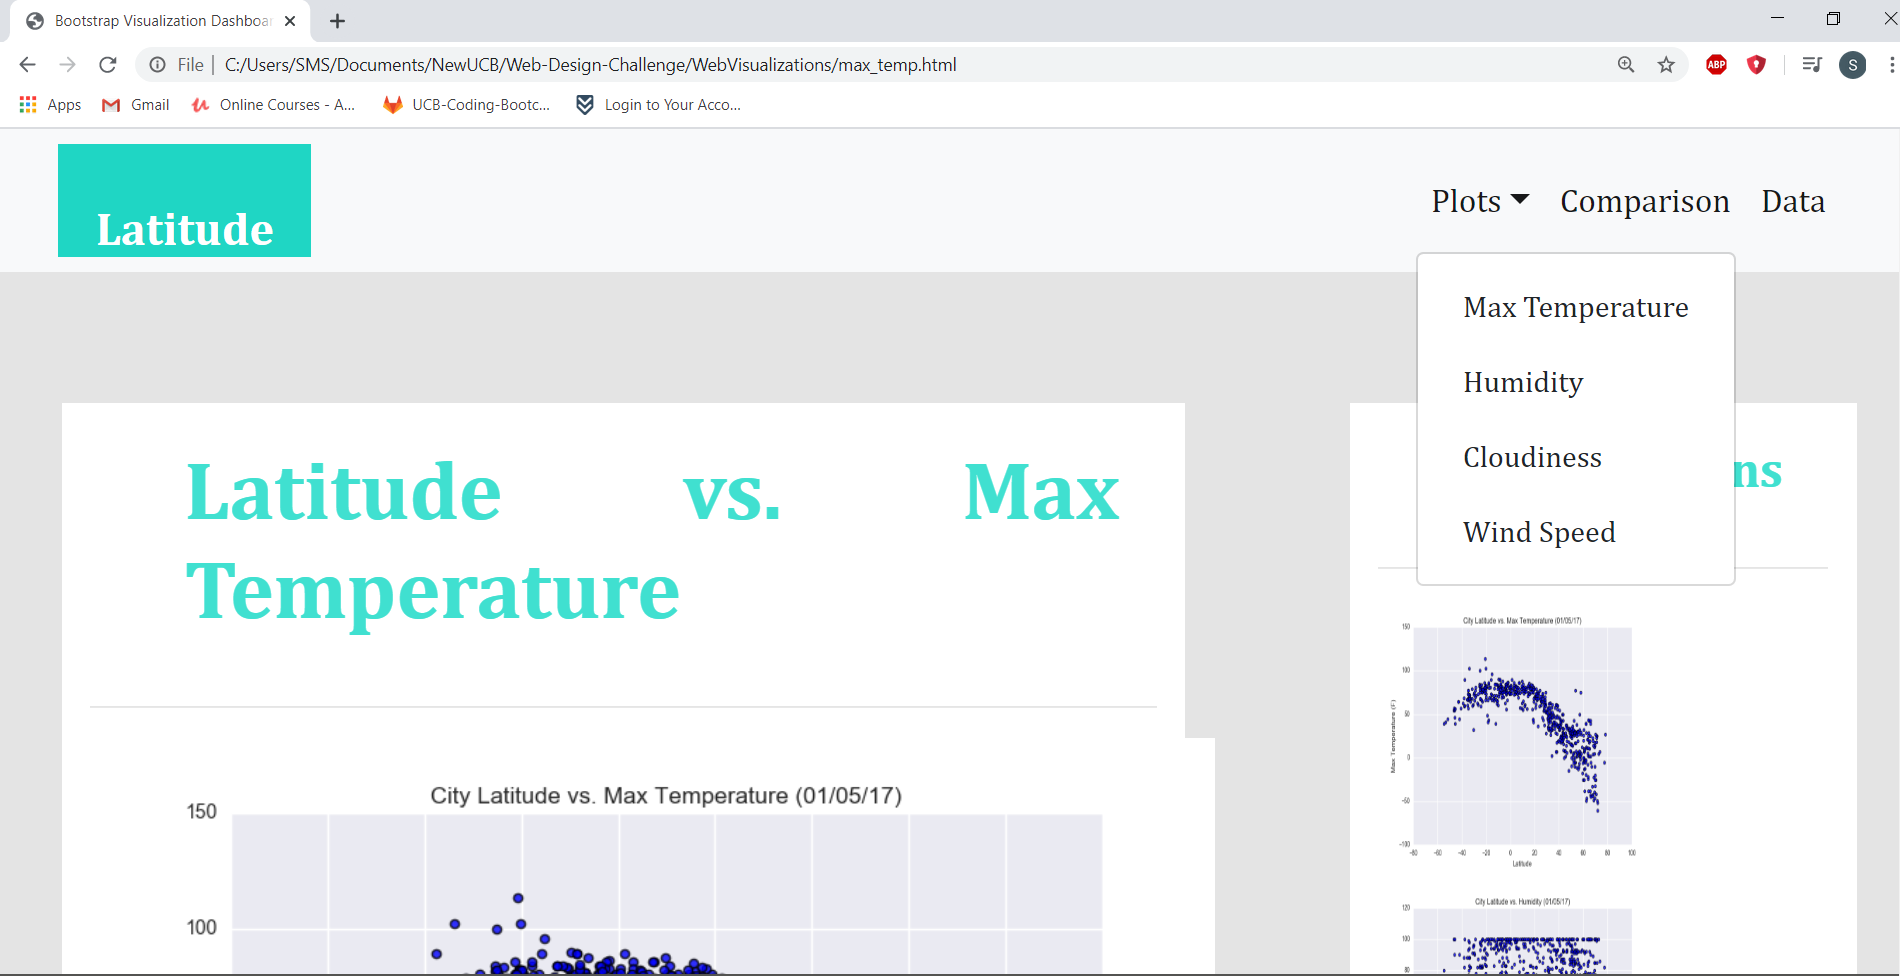 Bootstrap Visualization Dashboar
File | C:/Users/SMS/Documents/NewUCB/Web-Design-Challenge/WebVisualizations/max_temp.html
ABP
S
Apps
Gmail
Online Courses - A...
UCB-Coding-Bootc...
Login to Your Acco...
Latitude
Plots
Comparison
Data
Max Temperature
Humidity
Cloudiness
Wind Speed
Latitude vs. Max
Temperature
City Latitude vs. Max Temperature (01/05/17)
150
100
ns
City Latitude vs. Max Temperature (01/05/17)
150
100
50
0
-50
-100
Max Temperature (F)
-80 -60 -40 -20 0 20 40 60 80 100
Latitude
City Latitude vs. Humidity (01/05/17)
120
100
80